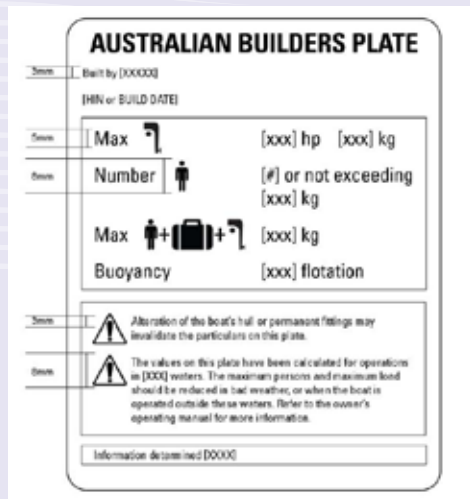 AUSTRALIAN BUILDERS PLATE
3mm Built by [XXXXX]
[HIN or BUILD DATE]
5mm Max [xxx] hp [xxx] kg
8mm Number [#] or not exceeding
[xxx] kg
Max + + [xxx] kg
Buoyancy [xxx] flotation
3mm Alteration of the boat's hull or permanent fittings may
invalidate the particulars on this plate.
8mm The values on this plate have been calculated for operations
in [XXX] waters. The maximum persons and maximum load
should be reduced in bad weather, or when the boat is
operated outside these waters. Refer to the owner's
operating manual for more information.
Information determined [XXXX]